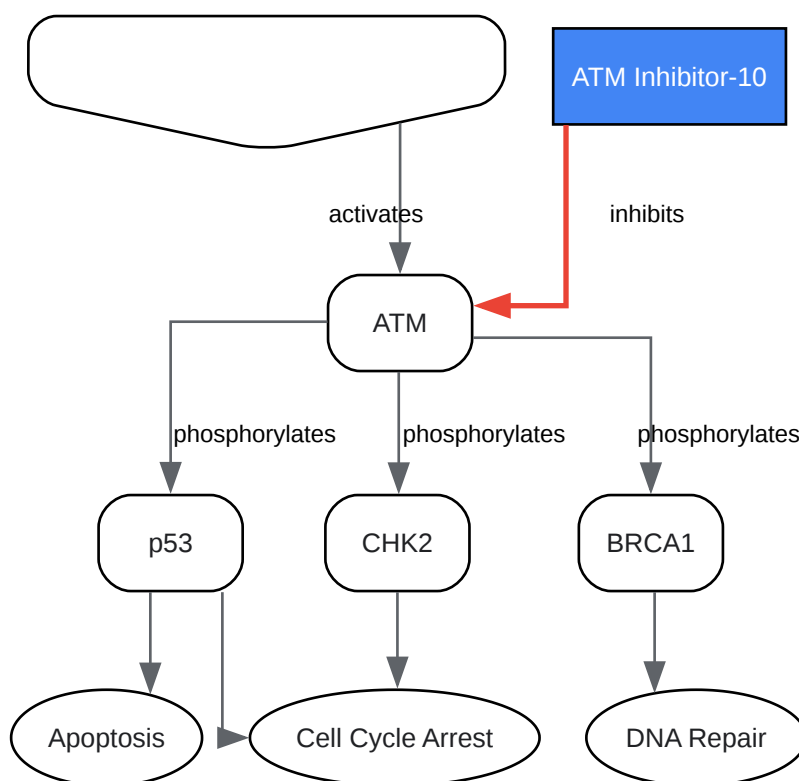 ATM Inhibitor-10
activates
inhibits
ATM
phosphorylates
phosphorylates
phosphorylates
p53
CHK2
BRCA1
Apoptosis
Cell Cycle Arrest
DNA Repair